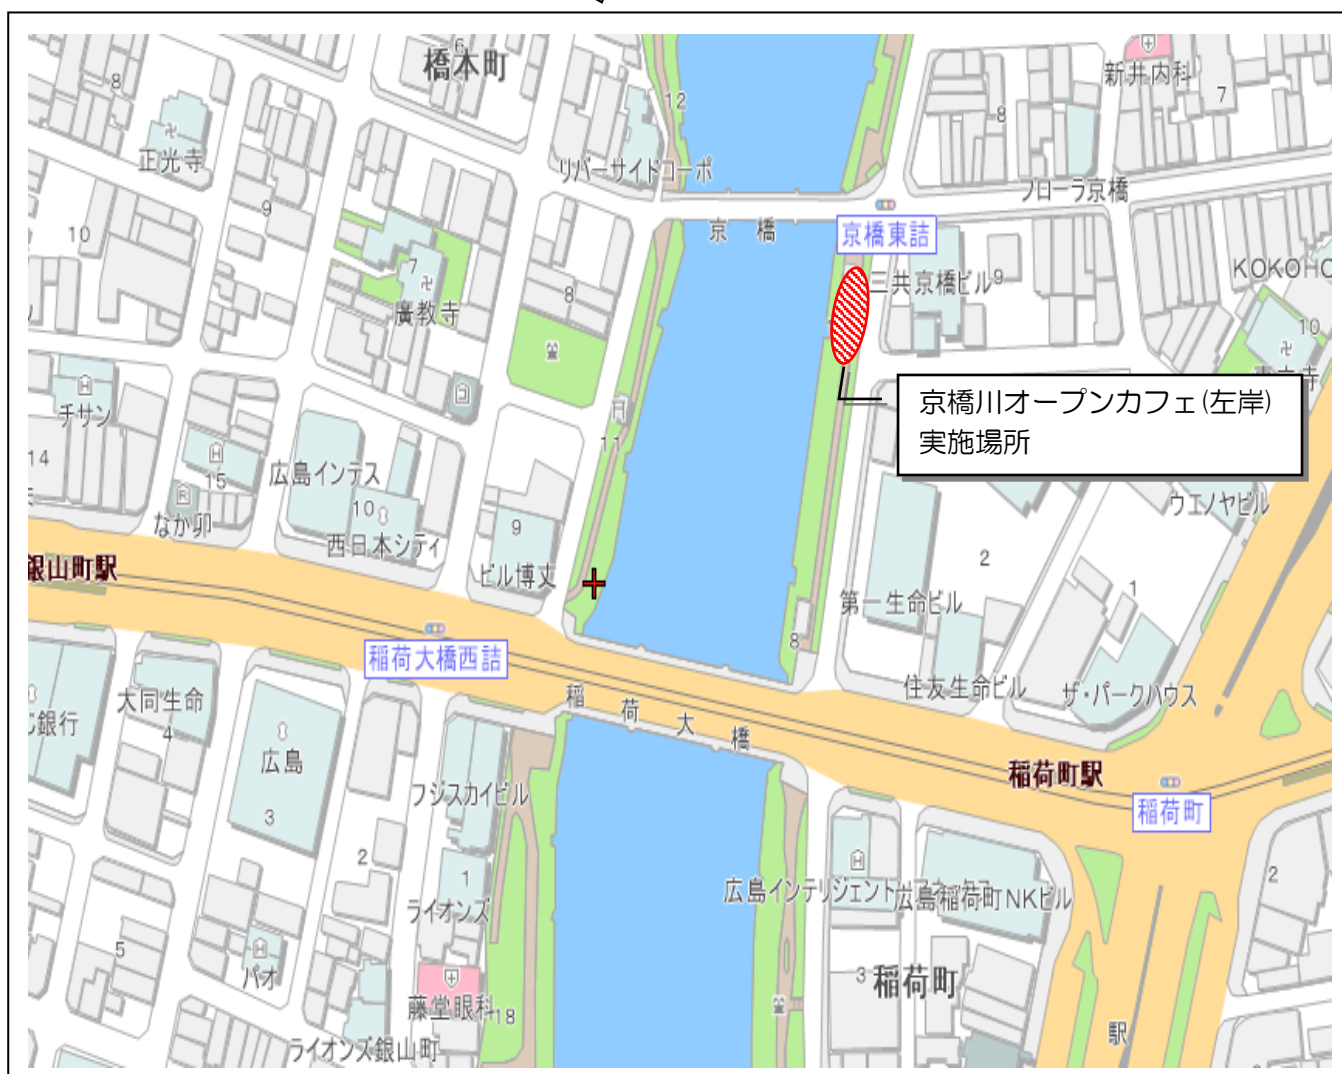 橋本町
6
8
12
新井内科
7
8
正光寺
リバーサイドコーポ
フローラ京橋
9
10
京橋
京橋東詰
三共京橋ビル
9
KOKOHO
7
廣教寺
8
10
京橋川オープンカフェ(左岸)
実施場所
チサン
11
14
15
広島インテス
なか卯
10
西日本シティ
9
ビル博丈
ウエノヤビル
2
1
銀山町駅
第一生命ビル
8
稲荷大橋西詰
住友生命ビル
ザ・パークハウス
大同生命
4
銀行
稲荷大橋
広島
3
稲荷町駅
稲荷町
フジスカイビル
2
1
ライオンズ
広島インテリジェント
広島稲荷町NKビル
2
5
パオ
藤堂眼科
18
3
稲荷町
ライオンズ銀山町
駅